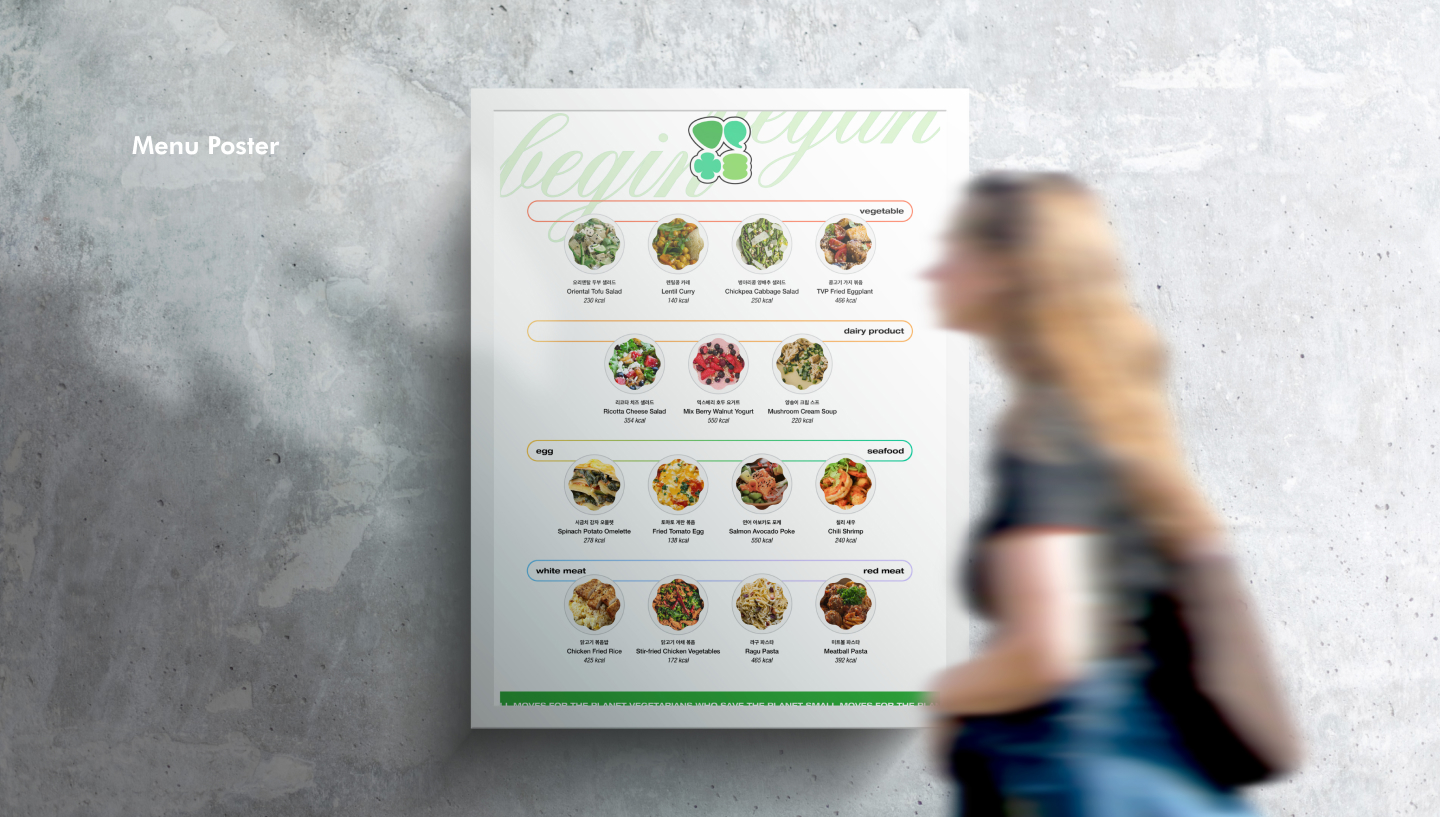 Menu Poster
begin vegan
vegetable
오리엔탈 두부 샐러드
Oriental Tofu Salad
230 kcal
렌틸콩 카레
Lentil Curry
140 kcal
병아리콩 양배추 샐러드
Chickpea Cabbage Salad
250 kcal
콩고기 가지 볶음
TVP Fried Eggplant
466 kcal
dairy product
리코타 치즈 샐러드
Ricotta Cheese Salad
354 kcal
믹스베리 호두 요거트
Mix Berry Walnut Yogurt
550 kcal
양송이 크림 스프
Mushroom Cream Soup
220 kcal
egg
seafood
시금치 감자 오믈렛
Spinach Potato Omelette
278 kcal
토마토 계란 볶음
Fried Tomato Egg
138 kcal
연어 아보카도 포케
Salmon Avocado Poke
550 kcal
칠리 새우
Chili Shrimp
240 kcal
white meat
red meat
닭고기 볶음밥
Chicken Fried Rice
425 kcal
닭고기 야채 볶음
Stir-fried Chicken Vegetables
172 kcal
라구 파스타
Ragu Pasta
465 kcal
미트볼 파스타
Meatball Pasta
392 kcal
MOVES FOR THE PLANET VEGETARIANS WHO SAVE THE PLANET SMALL MOVES FOR THE